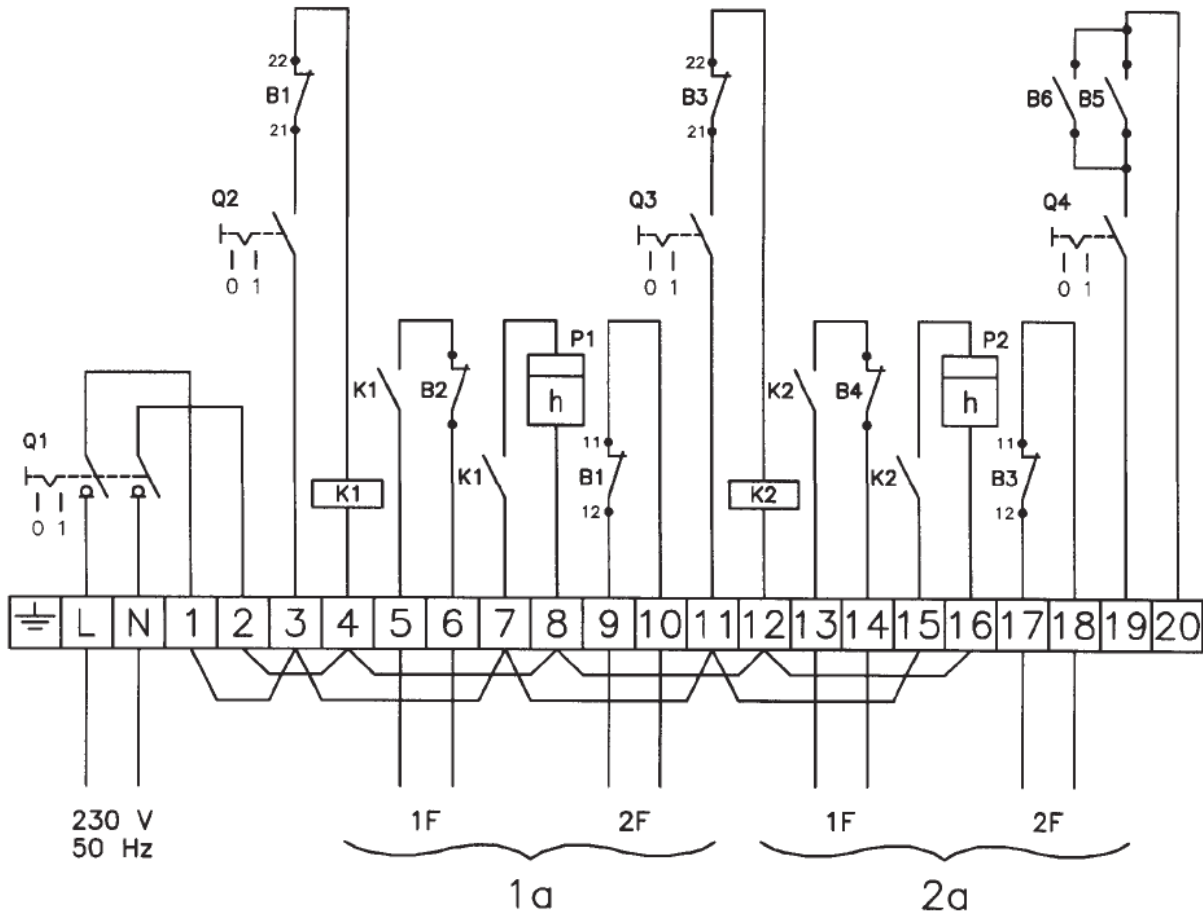 22 22
B1 B3 B6 B5
21 21
Q2 Q3 Q4
0 1 0 1 0 1
P1 P2
K1 B2 h K2 B4 h
Q1 11 11
K1 B1 K2 B3
K1 K2
0 1 12 12
L N 1 2 3 4 5 6 7 8 9 10 11 12 13 14 15 16 17 18 19 20
230 V 1F 2F 1F 2F
50 Hz
1a 2a